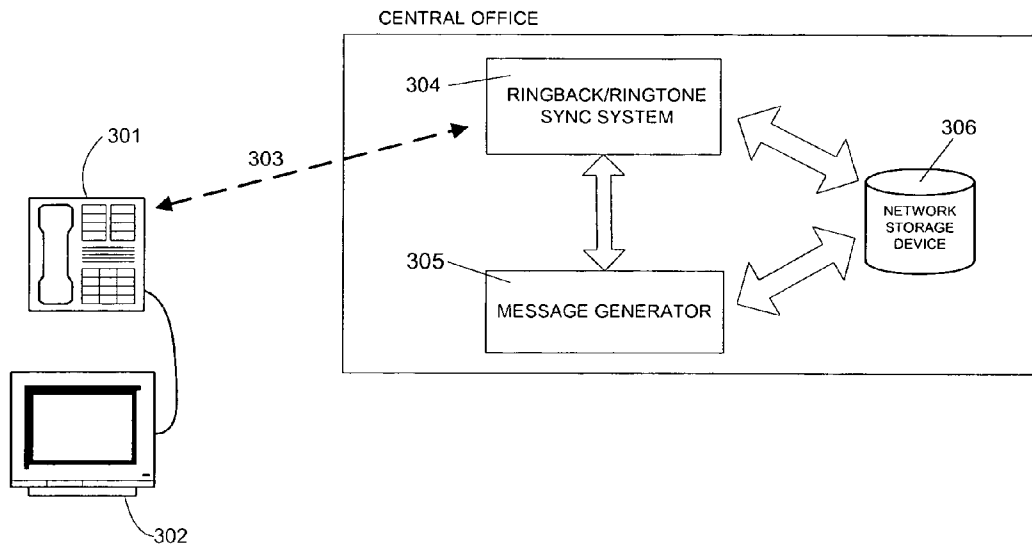 CENTRAL OFFICE
304
RINGBACK/RINGTONE
SYNC SYSTEM
301
303
306
NETWORK
STORAGE
DEVICE
305
MESSAGE GENERATOR
302